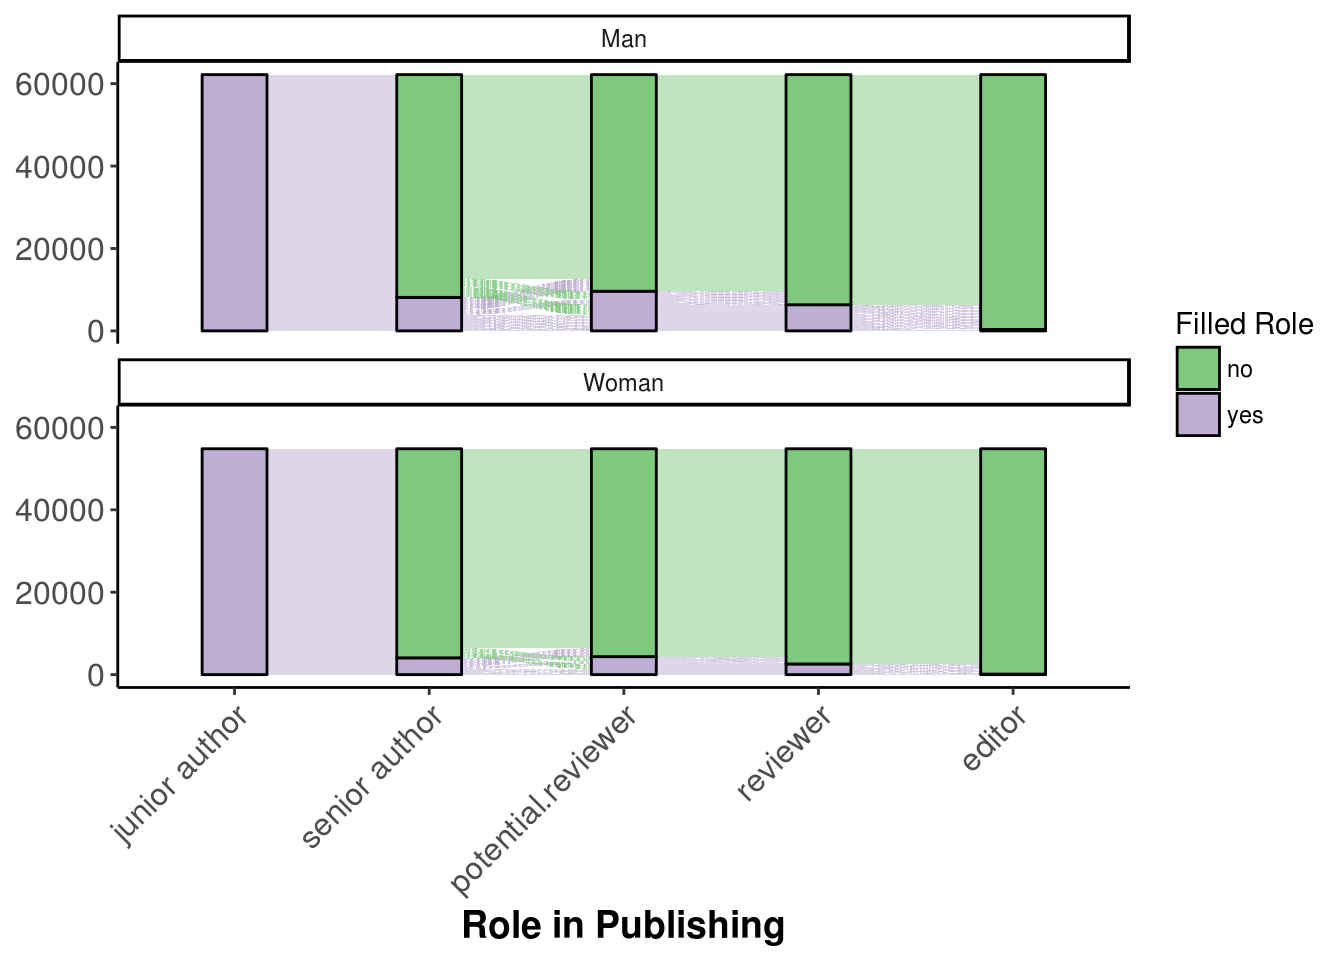 Man
60000
40000
20000
0
Woman
60000
40000
20000
0
junior author
senior author
potential.reviewer
reviewer
editor
Role in Publishing
Filled Role
no
yes